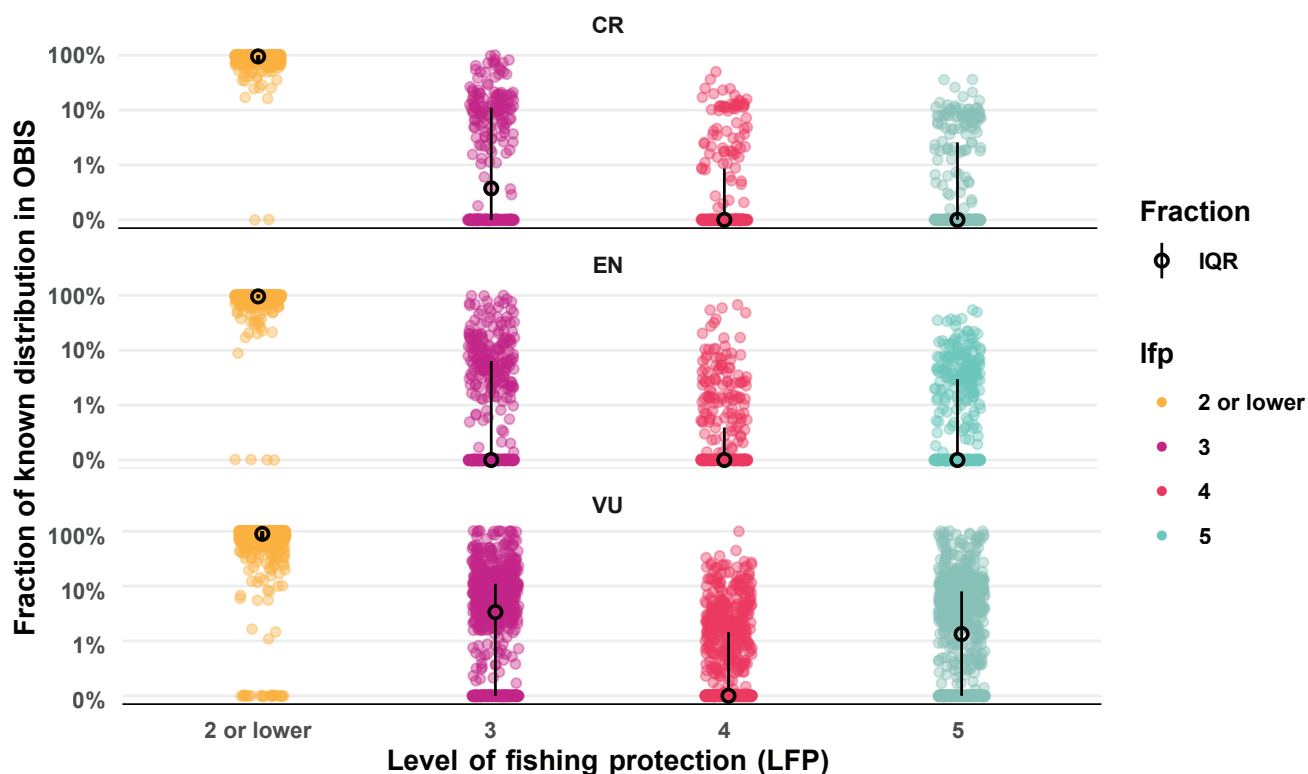 CR
100%
10%
1%
0%
EN
100%
10%
1%
0%
VU
100%
10%
1%
0%
2 or lower 3 4 5
Level of fishing protection (LFP)
Fraction of known distribution in OBIS
Fraction
IQR
lfp
2 or lower
3
4
5